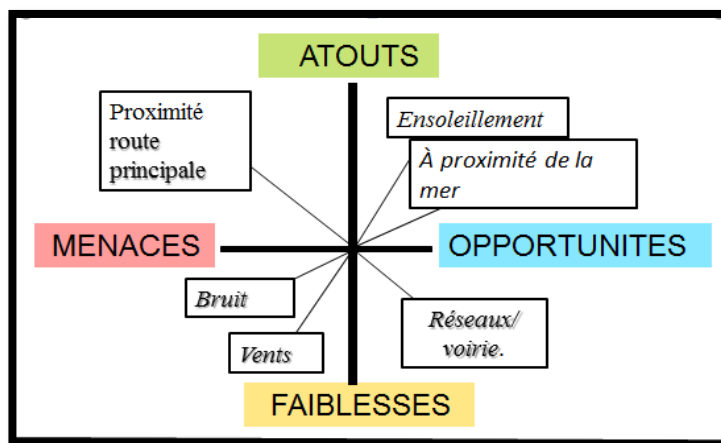 ATOUTS
Proximité
route
principale
Ensoleillement
À proximité de la
mer
MENACES
OPPORTUNITES
Bruit
Vents
Réseaux/
voirie.
FAIBLESSES